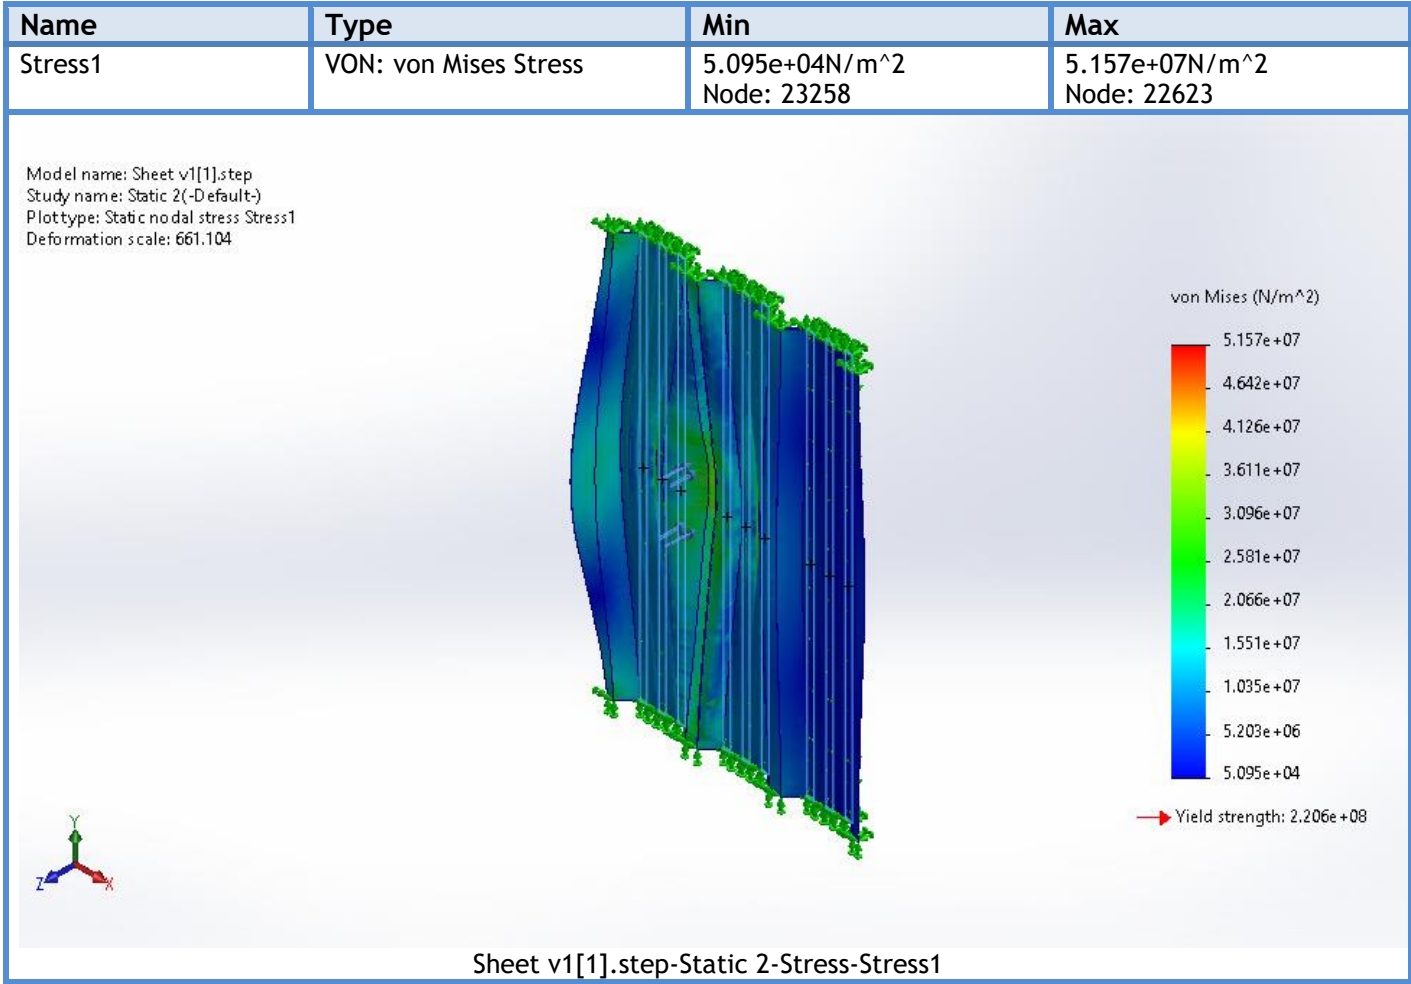 Name Type Min Max
Stress1 VON: von Mises Stress 5.095e+04N/m^2 5.157e+07N/m^2
Node: 23258 Node: 22623
Model name: Sheet v1[1].step
Study name: Static 2(-Default-)
Plot type: Static nodal stress Stress1
Deformation scale: 661.104
von Mises (N/m^2)
5.157e+07
4.642e+07
4.126e+07
3.611e+07
3.096e+07
2.581e+07
2.066e+07
1.551e+07
1.035e+07
5.203e+06
5.095e+04
Yield strength: 2.206e+08
Y
Z X
Sheet v1[1].step-Static 2-Stress-Stress1